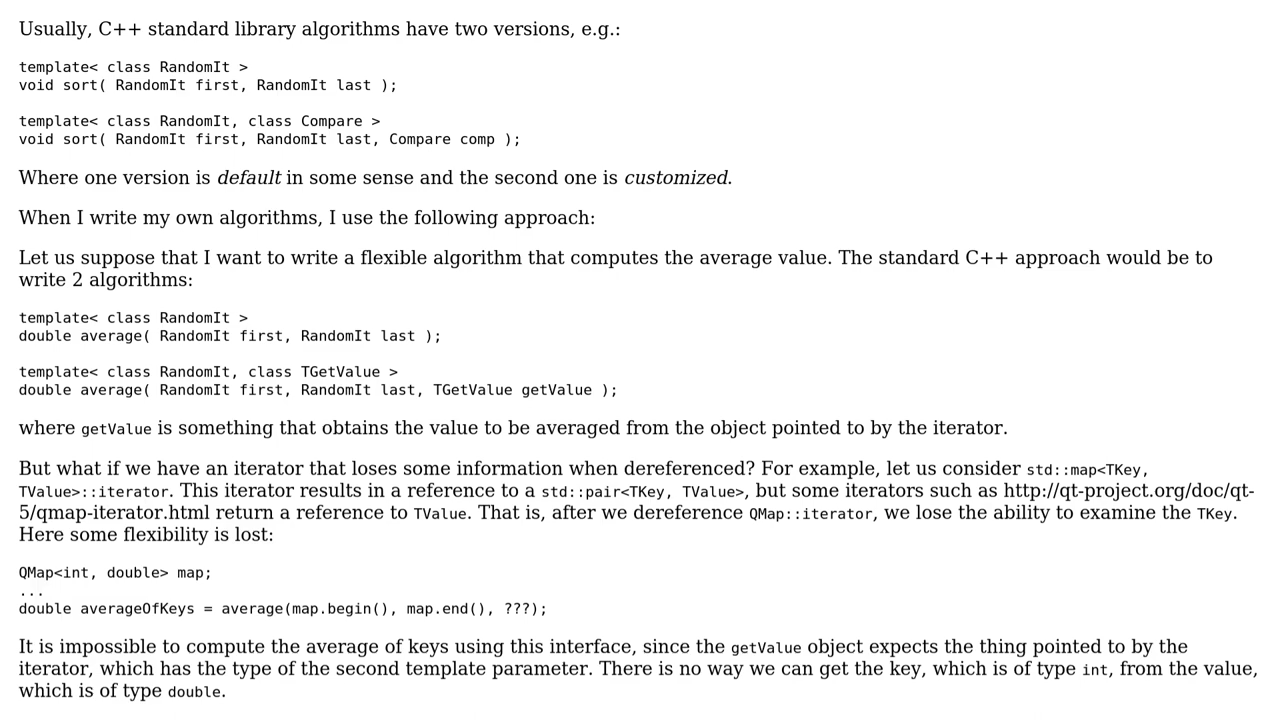 Usually, C++ standard library algorithms have two versions, e.g.:
template< class RandomIt >
void sort( RandomIt first, RandomIt last );
template< class RandomIt, class Compare >
void sort( RandomIt first, RandomIt last, Compare comp );
Where one version is default in some sense and the second one is customized.
When I write my own algorithms, I use the following approach:
Let us suppose that I want to write a flexible algorithm that computes the average value. The standard C++ approach would be to
write 2 algorithms:
template< class RandomIt >
double average( RandomIt first, RandomIt last );
template< class RandomIt, class TGetValue >
double average( RandomIt first, RandomIt last, TGetValue getValue );
where getValue is something that obtains the value to be averaged from the object pointed to by the iterator.
But what if we have an iterator that loses some information when dereferenced? For example, let us consider std::map<TKey,
TValue>::iterator. This iterator results in a reference to a std::pair<TKey, TValue>, but some iterators such as http://qt-project.org/doc/qt-
5/qmap-iterator.html return a reference to TValue. That is, after we dereference QMap::iterator, we lose the ability to examine the TKey.
Here some flexibility is lost:
QMap<int, double> map;
...
double averageOfKeys = average(map.begin(), map.end(), ???);
It is impossible to compute the average of keys using this interface, since the getValue object expects the thing pointed to by the
iterator, which has the type of the second template parameter. There is no way we can get the key, which is of type int, from the value,
which is of type double.